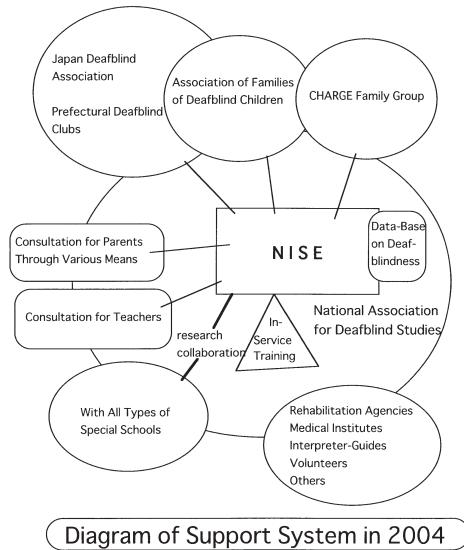 Japan Deafblind
Association
Prefectural Deafblind
Clubs
Association of Families
of Deafblind Children
CHARGE Family Group
Consultation for Parents
Through Various Means
Consultation for Teachers
NISE
Data-Base
on Deaf-
blindness
research
collaboration
In-
Service
Training
National Association
for Deafblind Studies
With All Types of
Special Schools
Rehabilitation Agencies
Medical Institutes
Interpreter-Guides
Volunteers
Others
Diagram of Support System in 2004